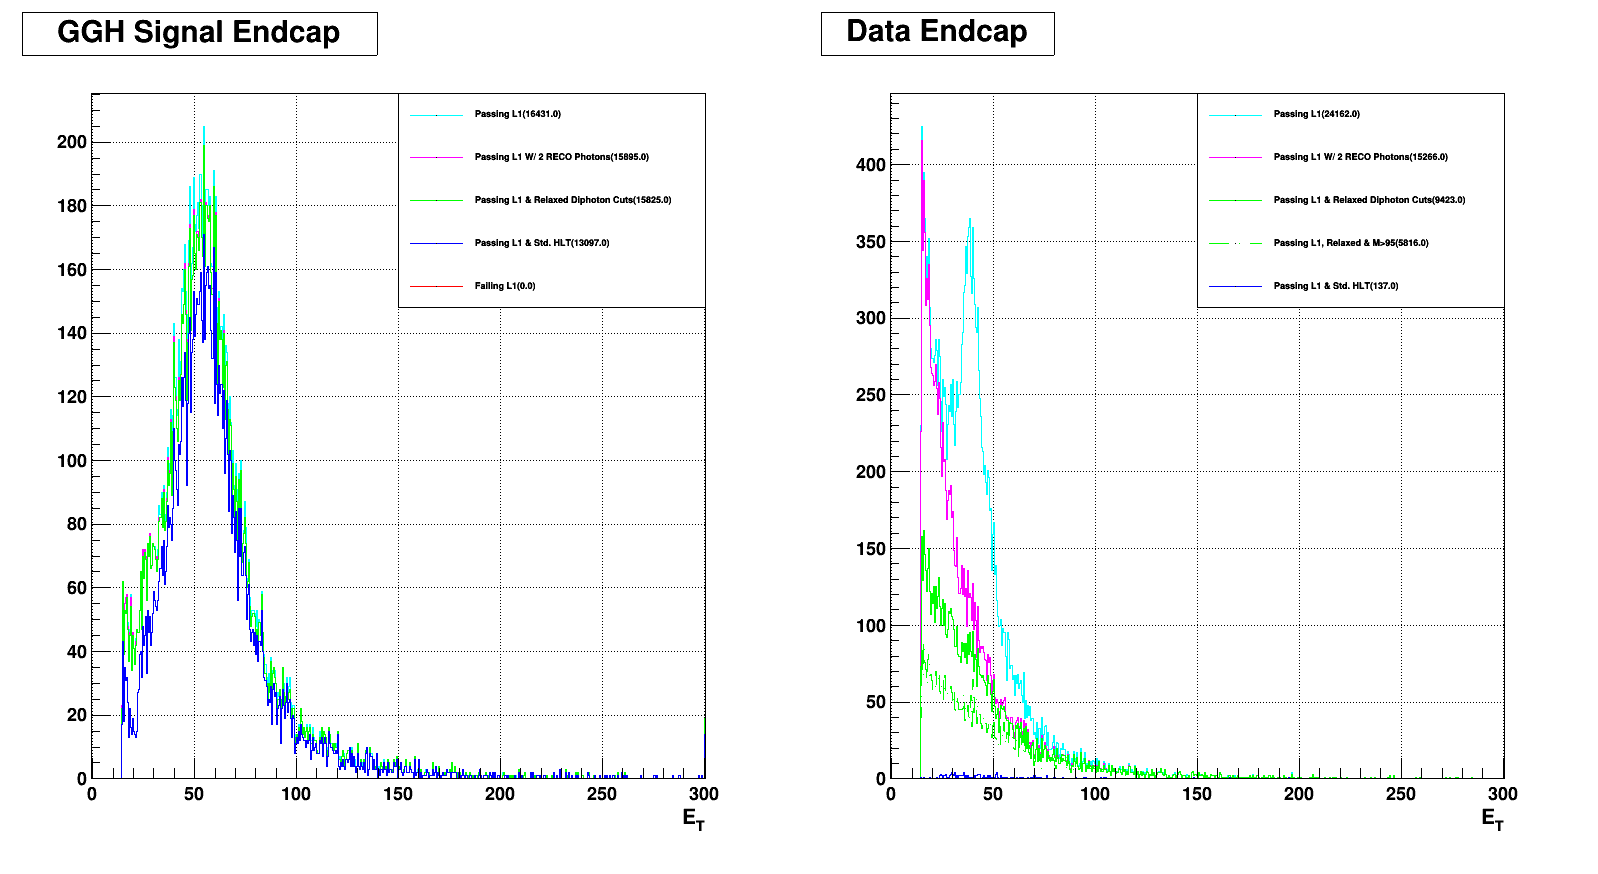 GGH Signal Endcap
Passing L1(16431.0)
Passing L1 W/ 2 RECO Photons(15895.0)
Passing L1 & Relaxed Diphoton Cuts(15825.0)
Passing L1 & Std. HLT(13097.0)
Failing L1(0.0)
200
180
160
140
120
100
80
60
40
20
0
0 50 100 150 200 250 300
ET
Data Endcap
Passing L1(24162.0)
Passing L1 W/ 2 RECO Photons(15266.0)
Passing L1 & Relaxed Diphoton Cuts(9423.0)
Passing L1, Relaxed & M>95(5816.0)
Passing L1 & Std. HLT(137.0)
400
350
300
250
200
150
100
50
0
0 50 100 150 200 250 300
ET